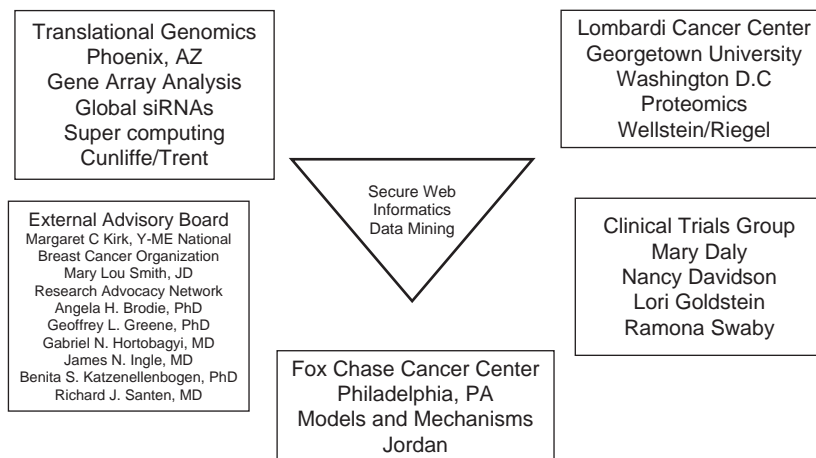 Translational Genomics
Phoenix, AZ
Gene Array Analysis
Global siRNAs
Super computing
Cunliffe/Trent
Lombardi Cancer Center
Georgetown University
Washington D.C
Proteomics
Wellstein/Riegel
Secure Web
Informatics
Data Mining
External Advisory Board
Margaret C Kirk, Y-ME National
Breast Cancer Organization
Mary Lou Smith, JD
Research Advocacy Network
Angela H. Brodie, PhD
Geoffrey L. Greene, PhD
Gabriel N. Hortobagyi, MD
James N. Ingle, MD
Benita S. Katzenellenbogen, PhD
Richard J. Santen, MD
Clinical Trials Group
Mary Daly
Nancy Davidson
Lori Goldstein
Ramona Swaby
Fox Chase Cancer Center
Philadelphia, PA
Models and Mechanisms
Jordan